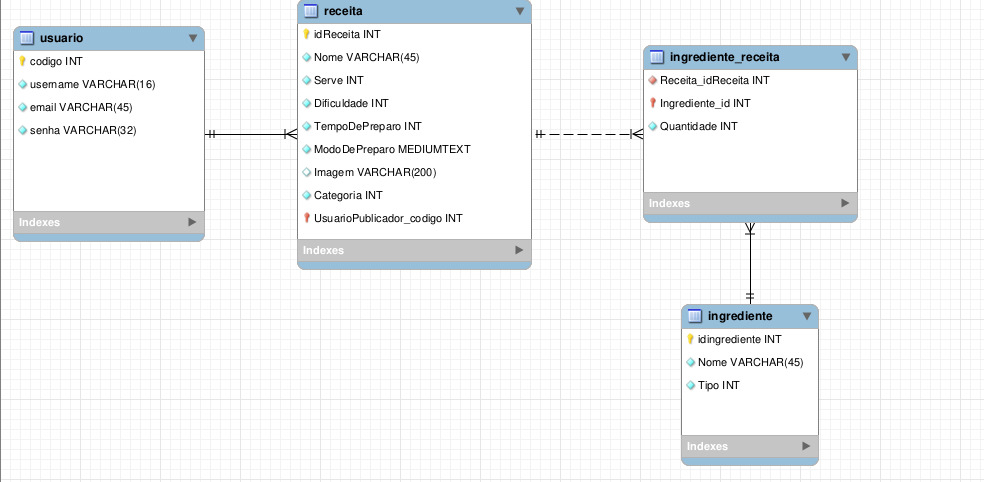 usuario
codigo INT
username VARCHAR(16)
email VARCHAR(45)
senha VARCHAR(32)
Indexes
receita
idReceita INT
Nome VARCHAR(45)
Serve INT
Dificuldade INT
TempoDePreparo INT
ModoDePreparo MEDIUMTEXT
Imagem VARCHAR(200)
Categoria INT
UsuarioPublicador_codigo INT
Indexes
ingrediente_receita
Receita_idReceita INT
Ingrediente_id INT
Quantidade INT
Indexes
ingrediente
idingrediente INT
Nome VARCHAR(45)
Tipo INT
Indexes